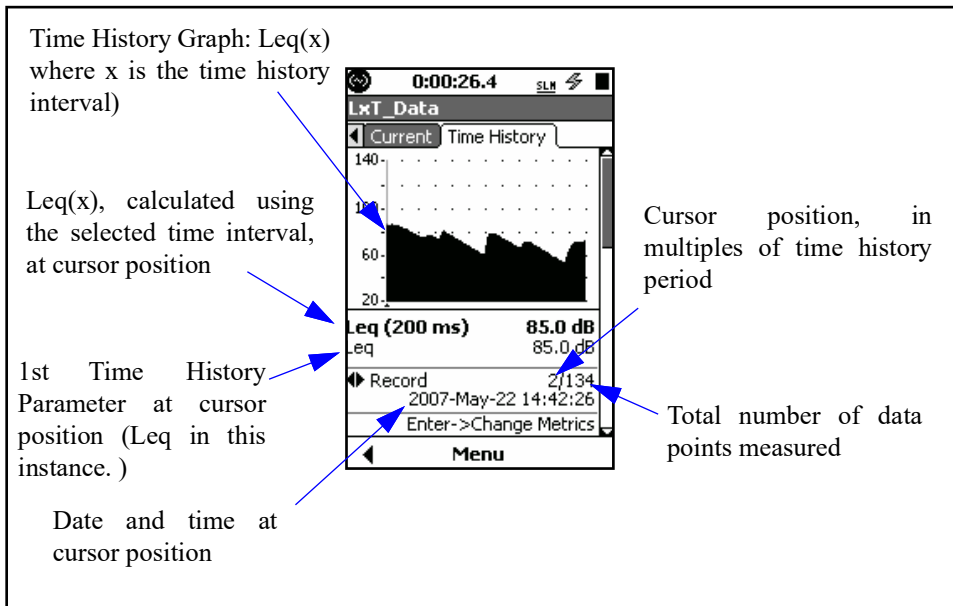 Time History Graph: Leq(x)
where x is the time history
interval)
Leq(x), calculated using
the selected time interval,
at cursor position
1st Time History
Parameter at cursor
position (Leq in this
instance. )
Date and time at
cursor position
0:00:26.4 SLM
LxT_Data
Current Time History
140
100
60
20
Leq (200 ms) 85.0 dB
Leq 85.0 dB
Record 2/134
2007-May-22 14:42:26
Enter->Change Metrics
Menu
Cursor position, in
multiples of time history
period
Total number of data
points measured